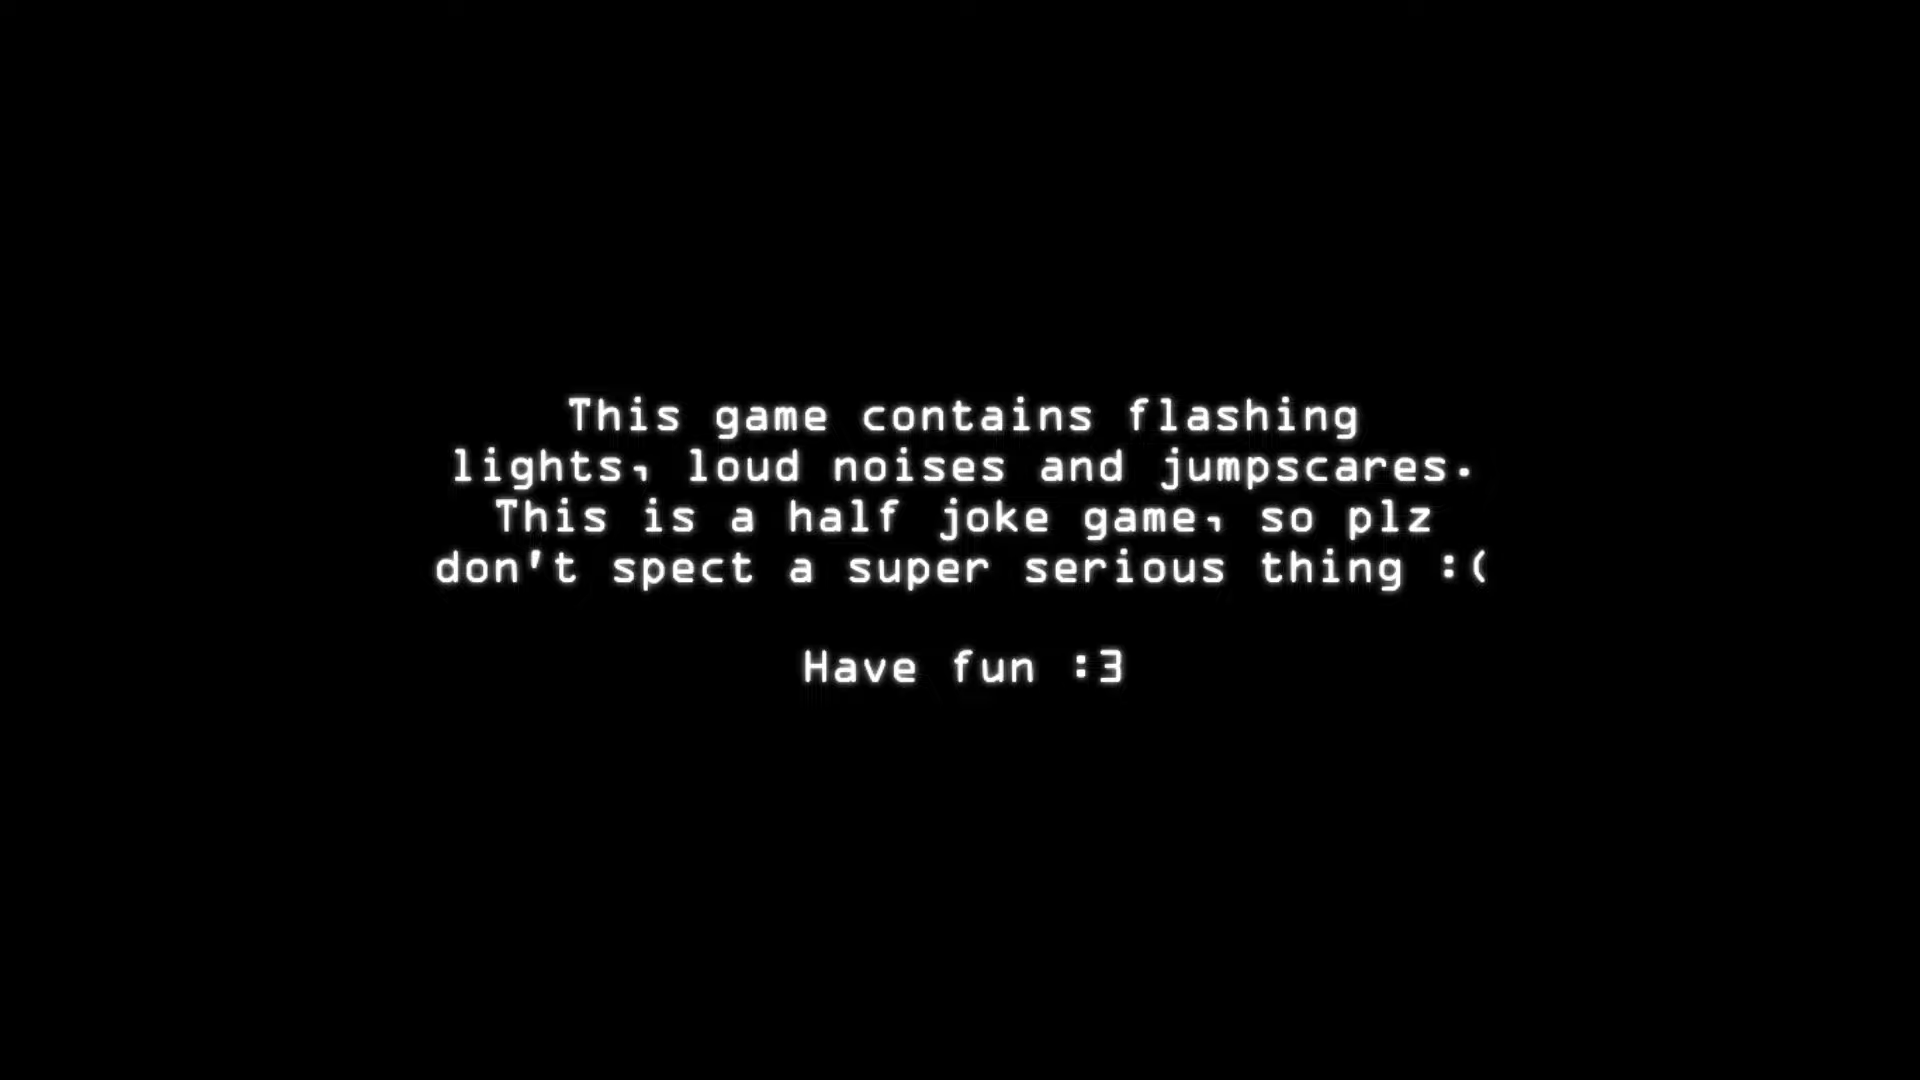 This game contains flashing
lights, loud noises and jumpscares.
This is a half joke game, so plz
don't spect a super serious thing :(
Have fun :3